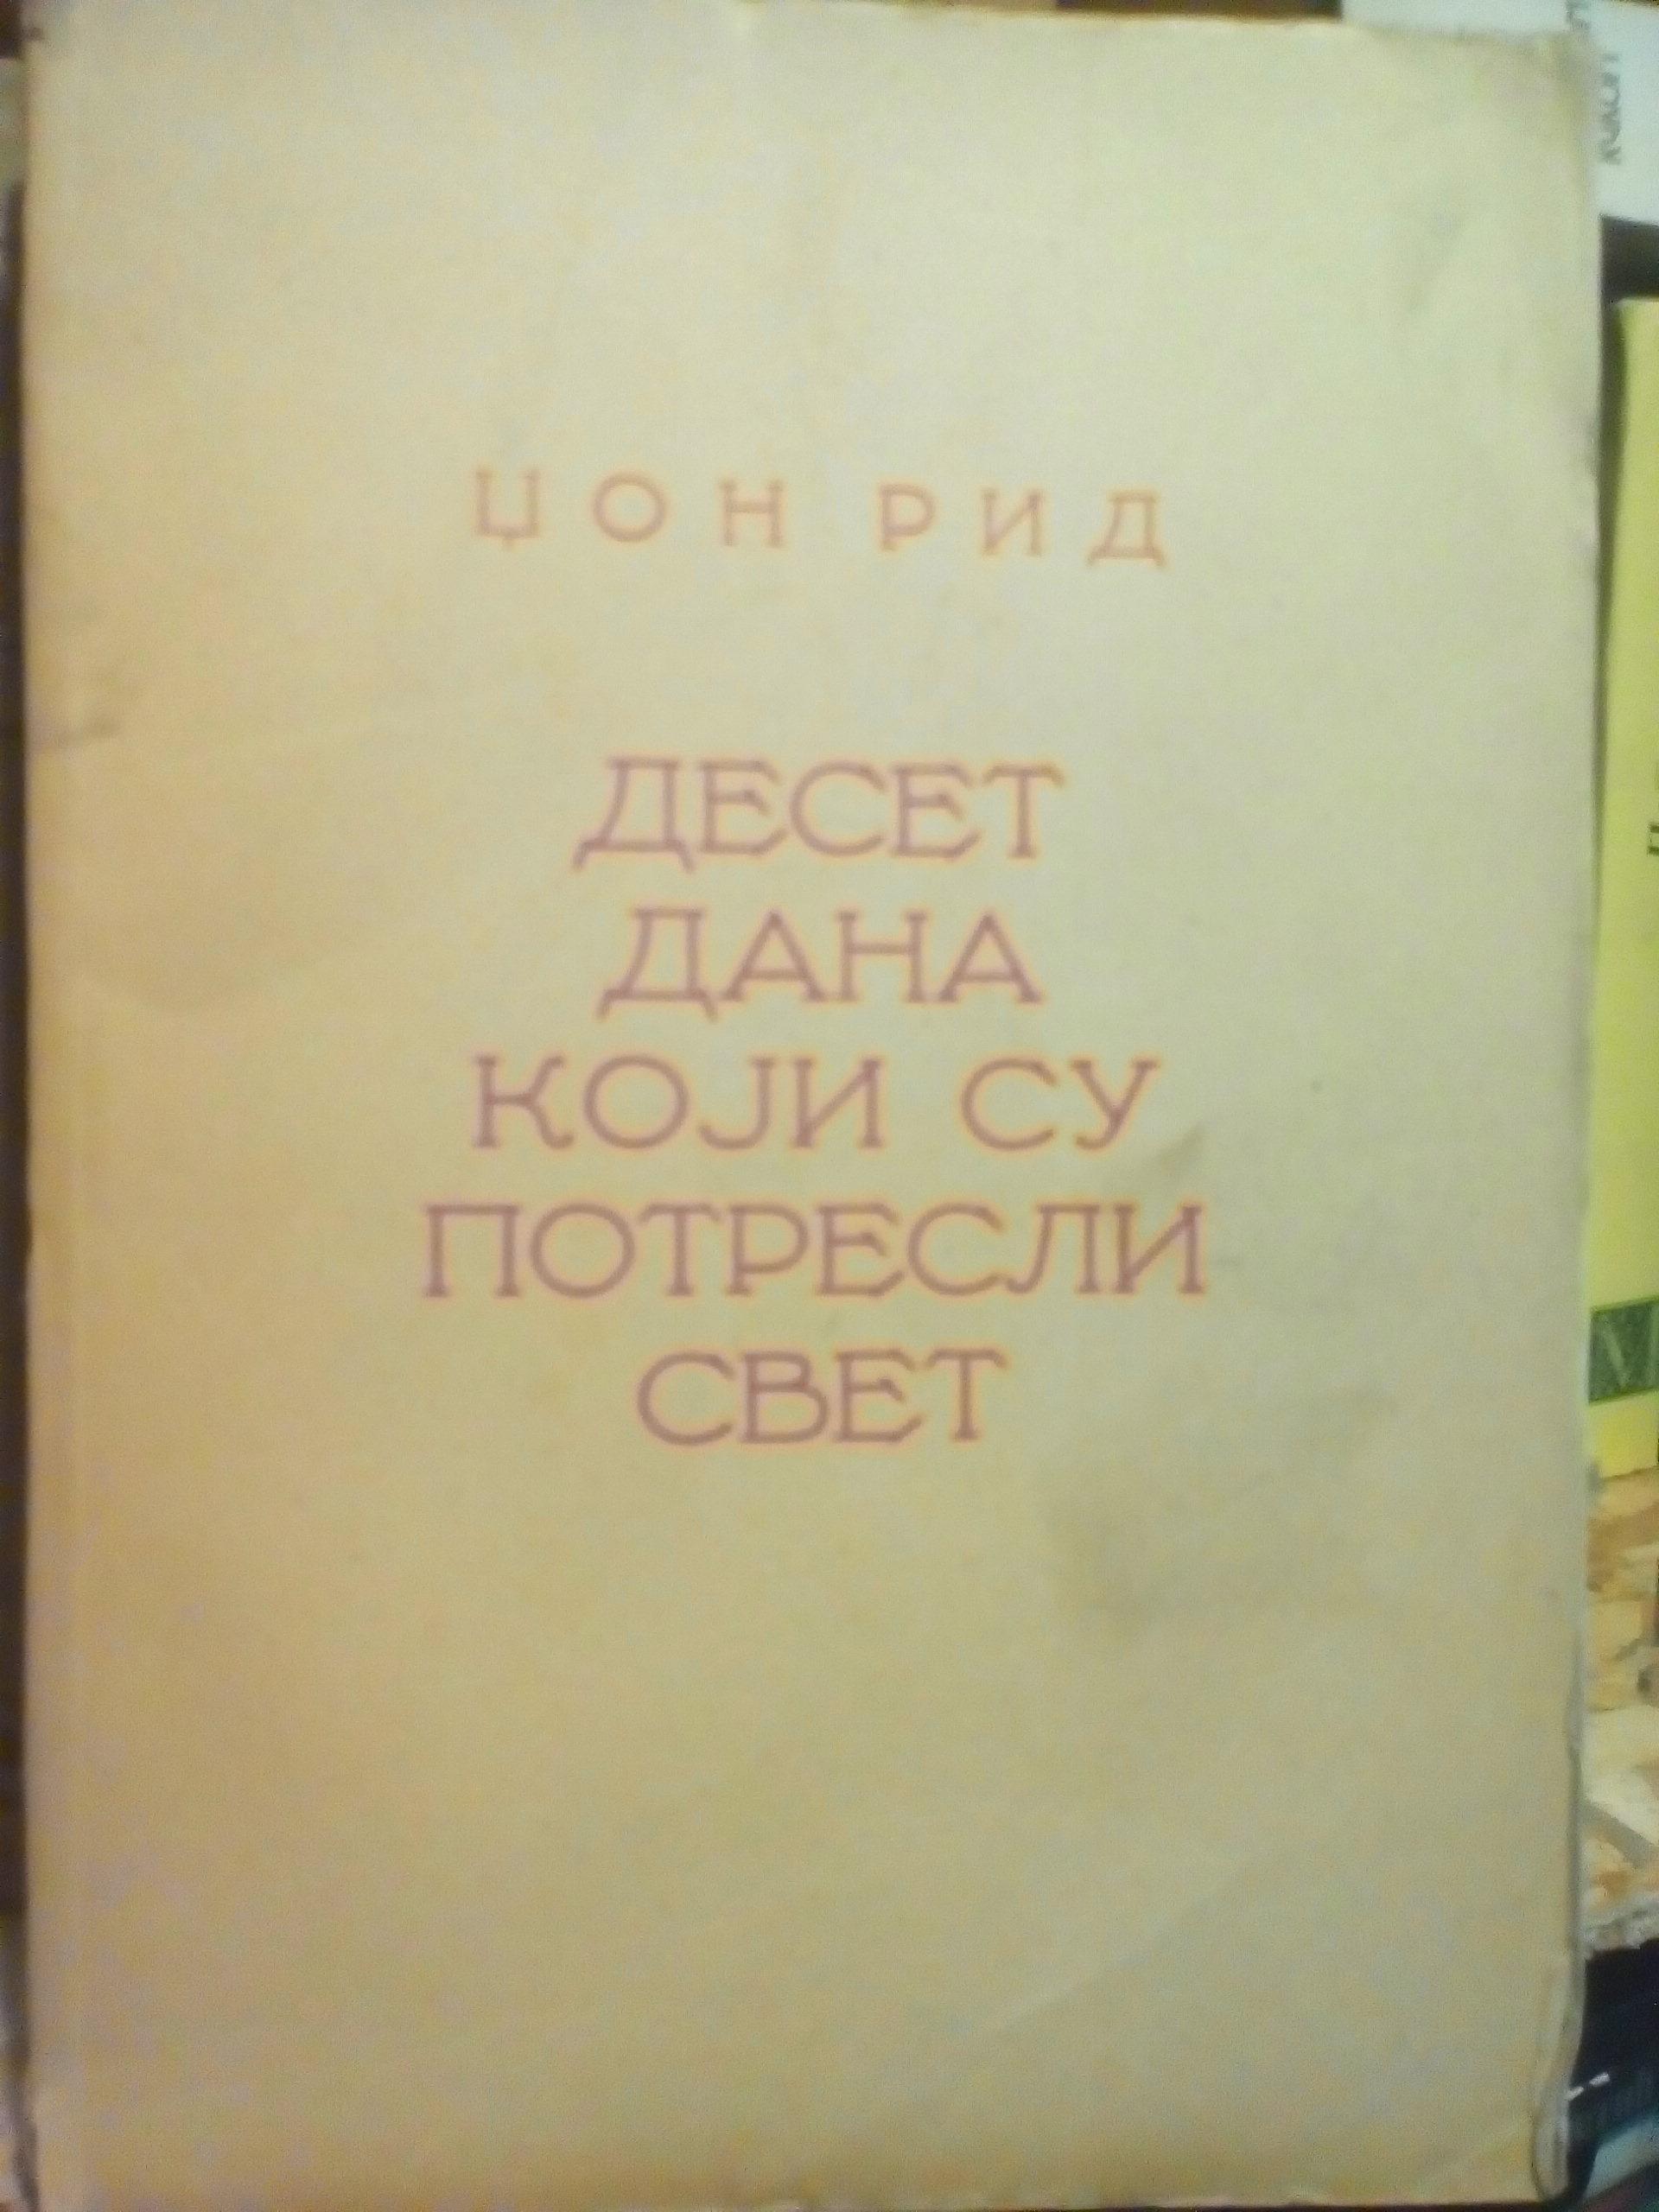 ЏОН РИД
ДЕСЕТ
ДАНА
КОЈИ СУ
ПОТРЕСЛИ
СВЕТ